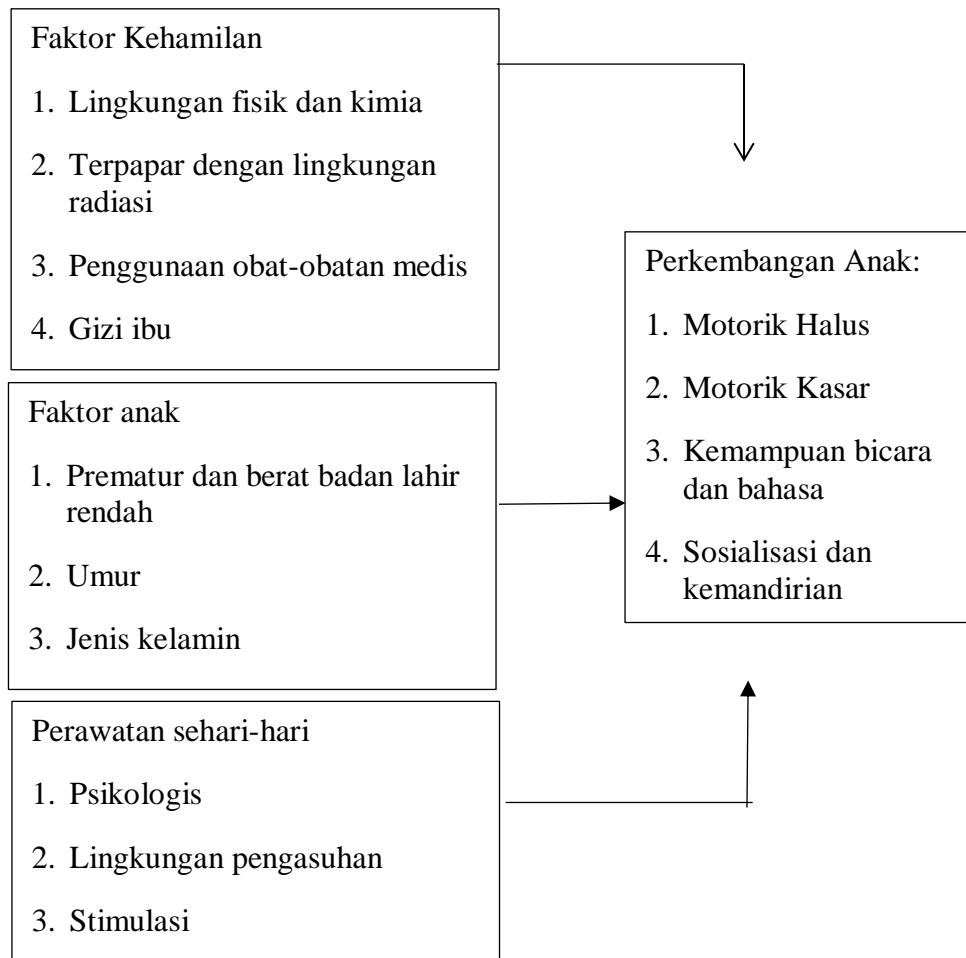 Faktor Kehamilan
1. Lingkungan fisik dan kimia
2. Terpapar dengan lingkungan
radiasi
3. Penggunaan obat-obatan medis
4. Gizi ibu
Faktor anak
1. Prematur dan berat badan lahir
rendah
2. Umur
3. Jenis kelamin
Perawatan sehari-hari
1. Psikologis
2. Lingkungan pengasuhan
3. Stimulasi
Perkembangan Anak:
1. Motorik Halus
2. Motorik Kasar
3. Kemampuan bicara
dan bahasa
4. Sosialisasi dan
kemandirian